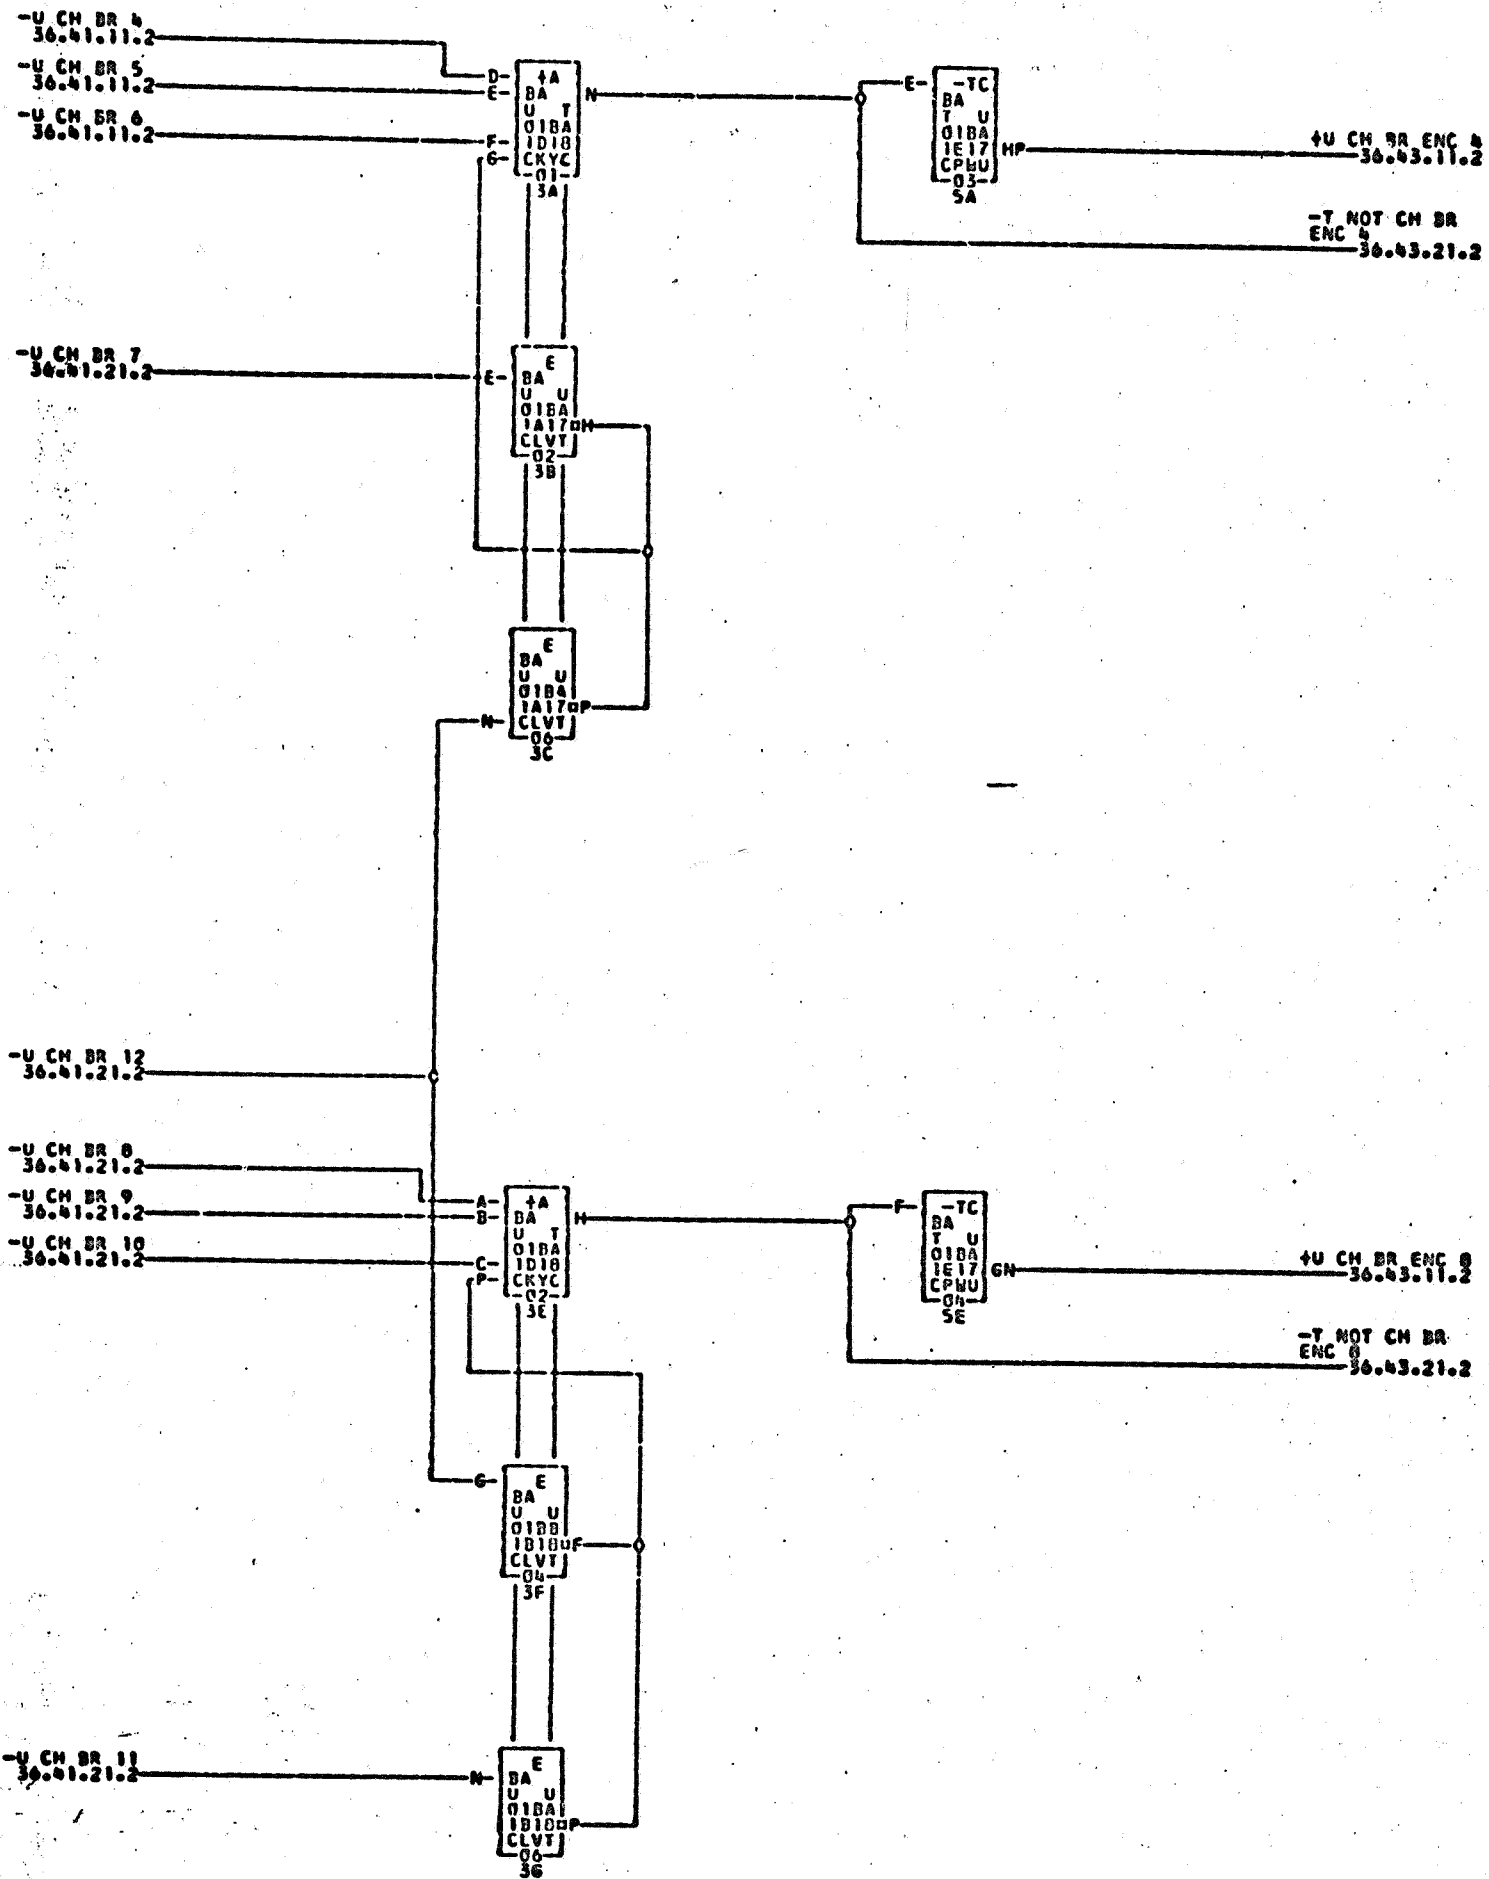 -U CH BR 4
36.41.11.2
-U CH BR 5
36.41.11.2
-U CH BR 6
36.41.11.2
D-
E-
F-
G-
+A
BA
U T
01BA
1D18
CKYC
01
3A
N
E-
-TC
BA
T U
01BA
1E17
CPWU
03
5A
HP
+U CH BR ENC 4
36.43.11.2
-T NOT CH BR
ENC 4
36.43.21.2
-U CH BR 7
36.41.21.2
E-
E
BA
U U
01BA
1A17
CLVT
02
3B
H
E
BA
U U
01BA
1A17
CLVT
06
3C
N-
P
-U CH BR 12
36.41.21.2
-U CH BR 8
36.41.21.2
-U CH BR 9
36.41.21.2
-U CH BR 10
36.41.21.2
A-
B-
C-
P-
+A
BA
U T
01BA
1D18
CKYC
02
3E
H
F-
-TC
BA
T U
01BA
1E17
CPWU
04
5E
GN
+U CH BR ENC 8
36.43.11.2
-T NOT CH BR
ENC 8
36.43.21.2
G-
E
BA
U U
01BB
1B18
CLVT
04
3F
F
-U CH BR 11
36.41.21.2
N-
E
BA
U U
01BA
1B18
CLVT
06
3G
P